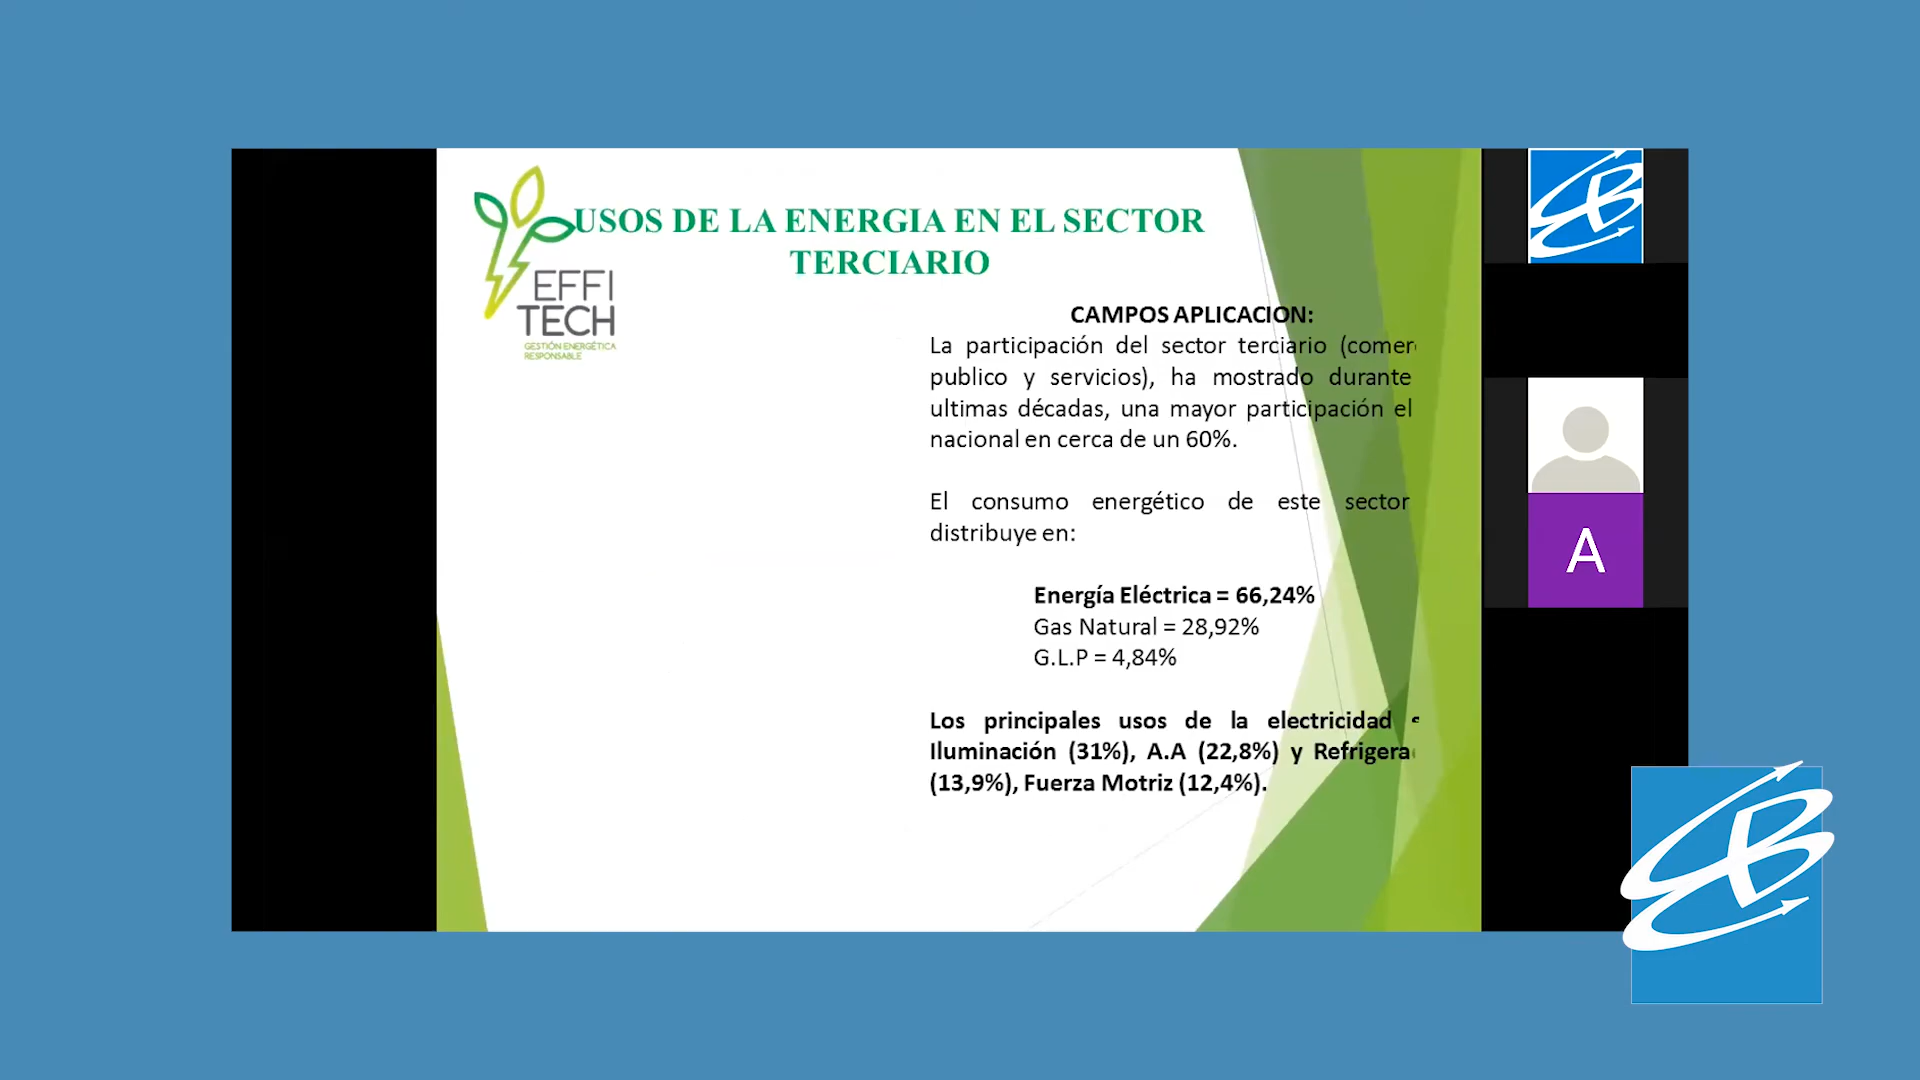 USOS DE LA ENERGIA EN EL SECTOR
TERCIARIO
EFFI
TECH
GESTIÓN ENERGÉTICA
RESPONSABLE
CAMPOS APLICACION:
La participación del sector terciario
publico y servicios), ha mostrado durante
ultimas décadas, una mayor participación el
nacional en cerca de un 60%.
El consumo energético de este sector
distribuye en:
Energía Eléctrica = 66,24%
Gas Natural = 28,92%
G.L.P = 4,84%
Los principales usos de la electricidad
Iluminación (31%), A.A (22,8%) y
(13,9%), Fuerza Motriz (12,4%).
A